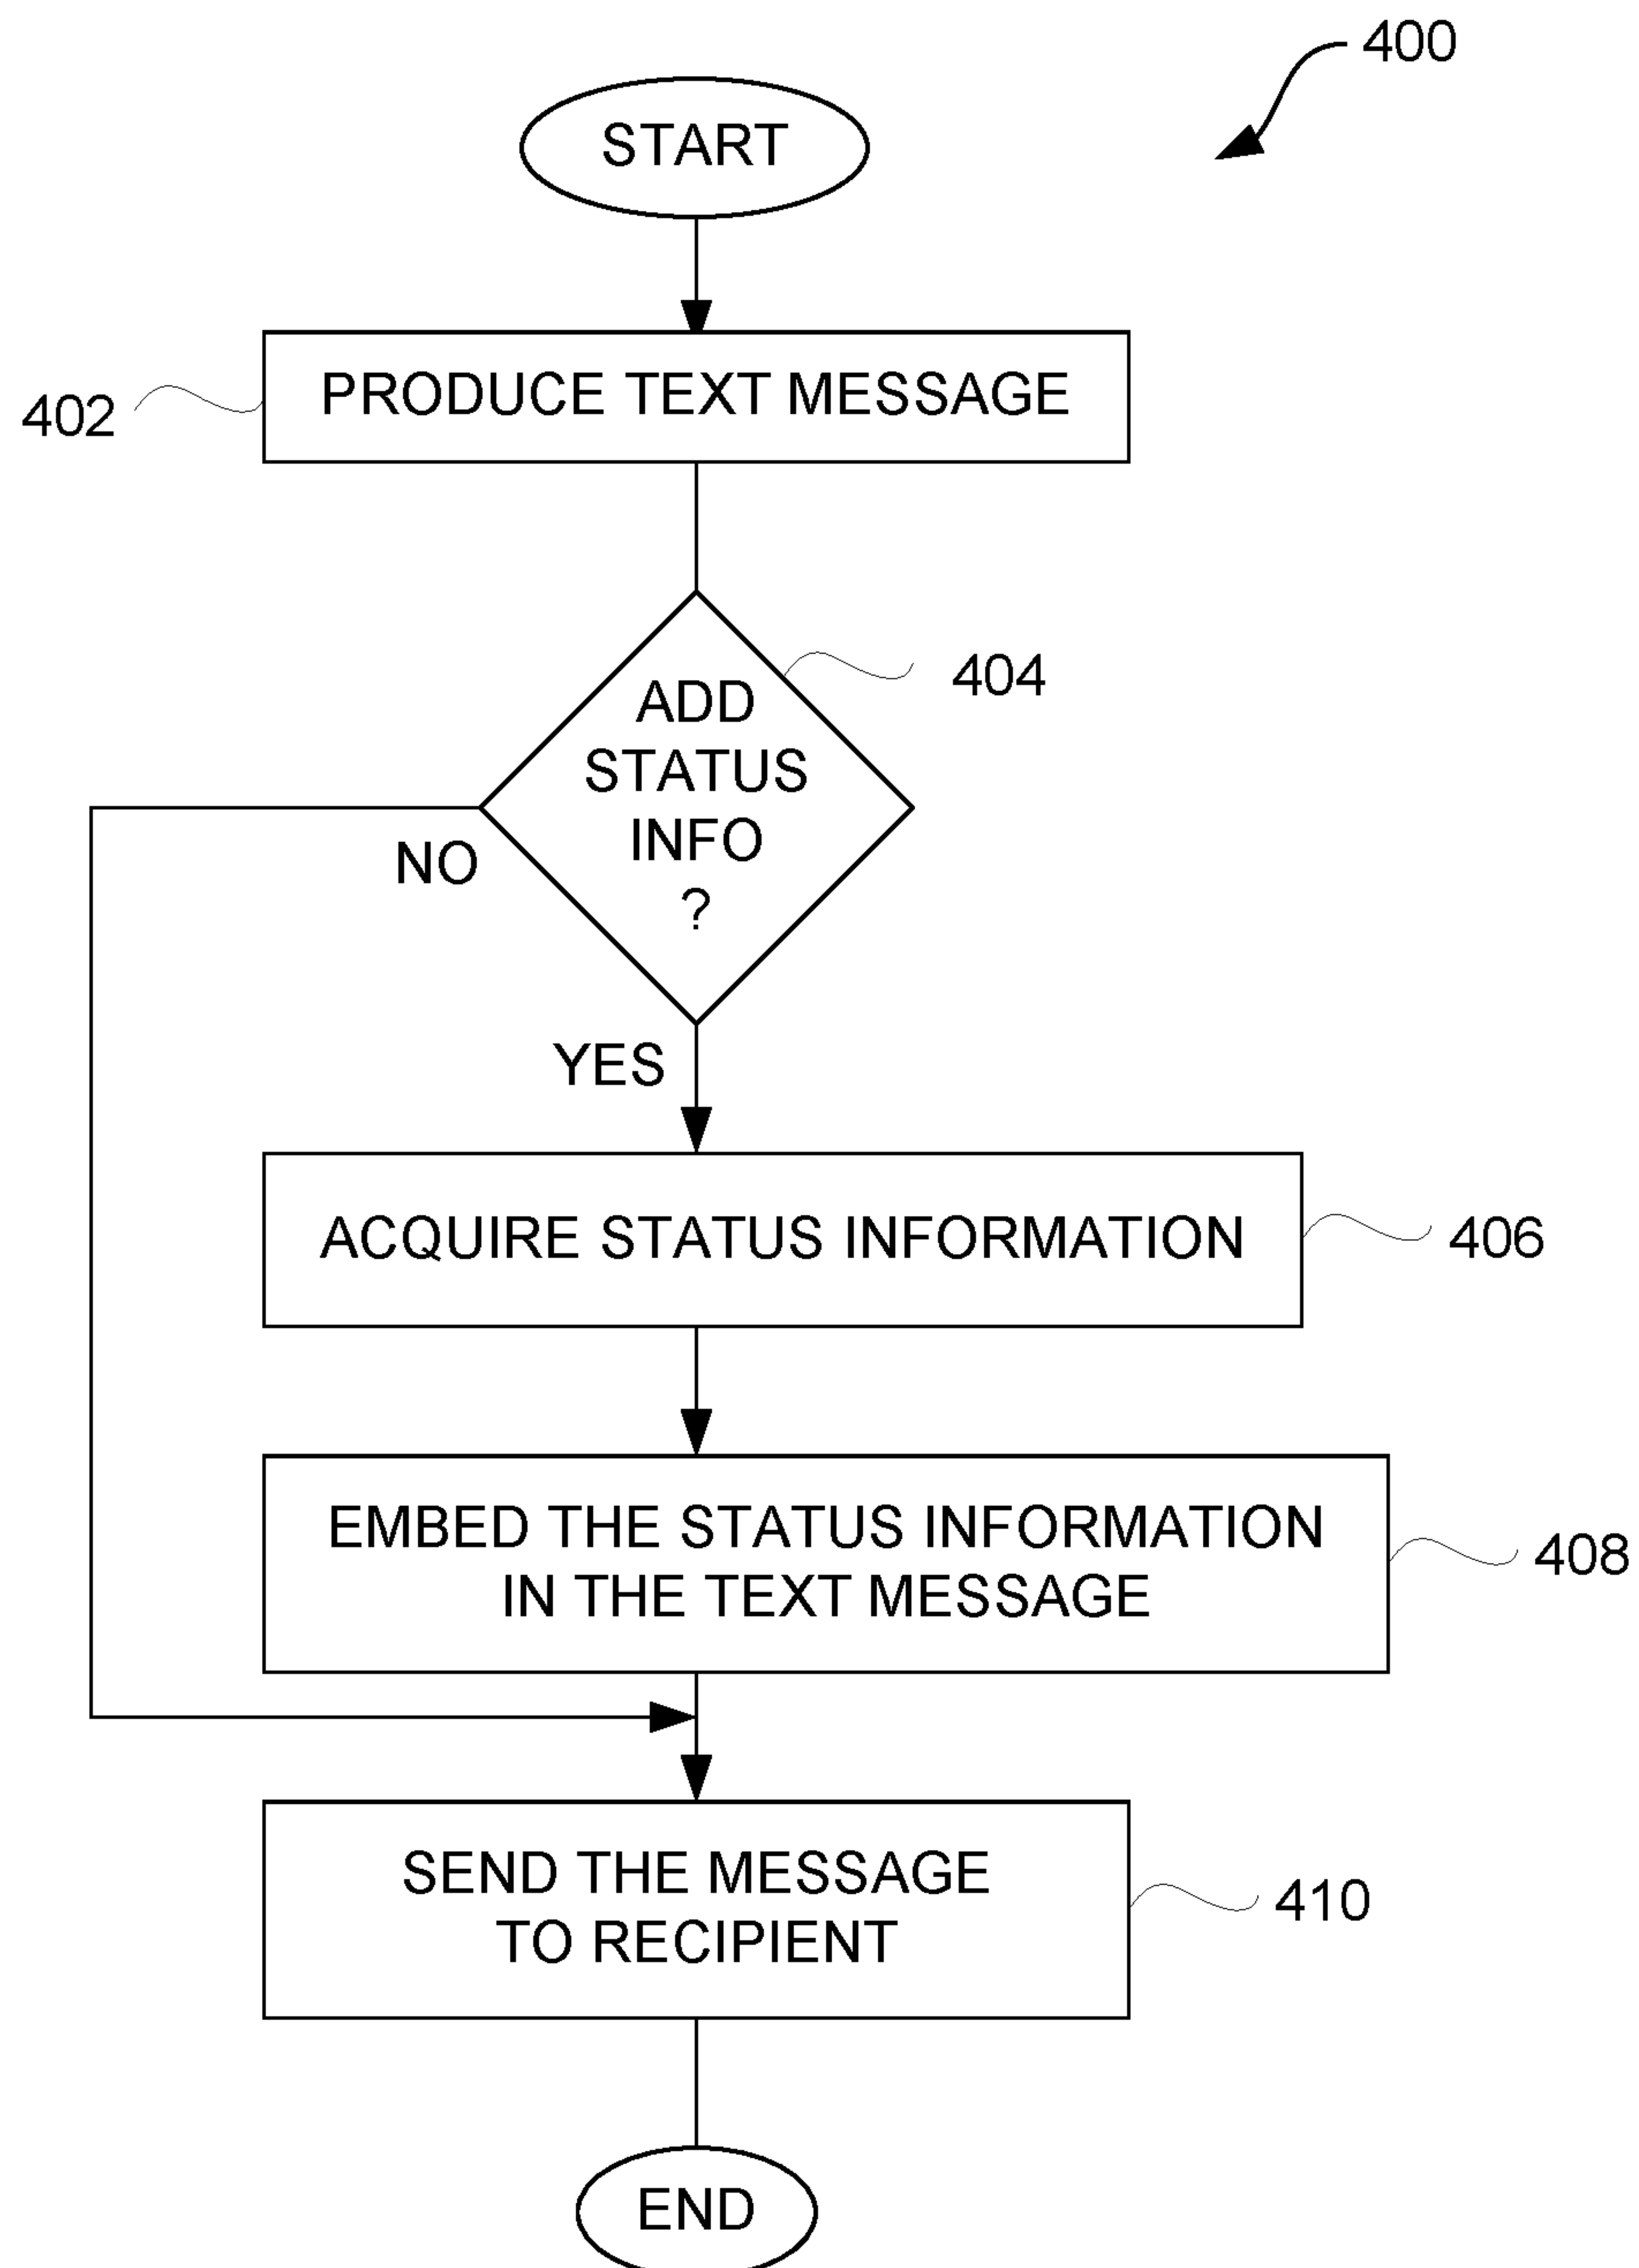 400
START
PRODUCE TEXT MESSAGE
402
404
ADD
STATUS
INFO
?
NO
YES
ACQUIRE STATUS INFORMATION
406
EMBED THE STATUS INFORMATION
IN THE TEXT MESSAGE
408
SEND THE MESSAGE
TO RECIPIENT
410
END